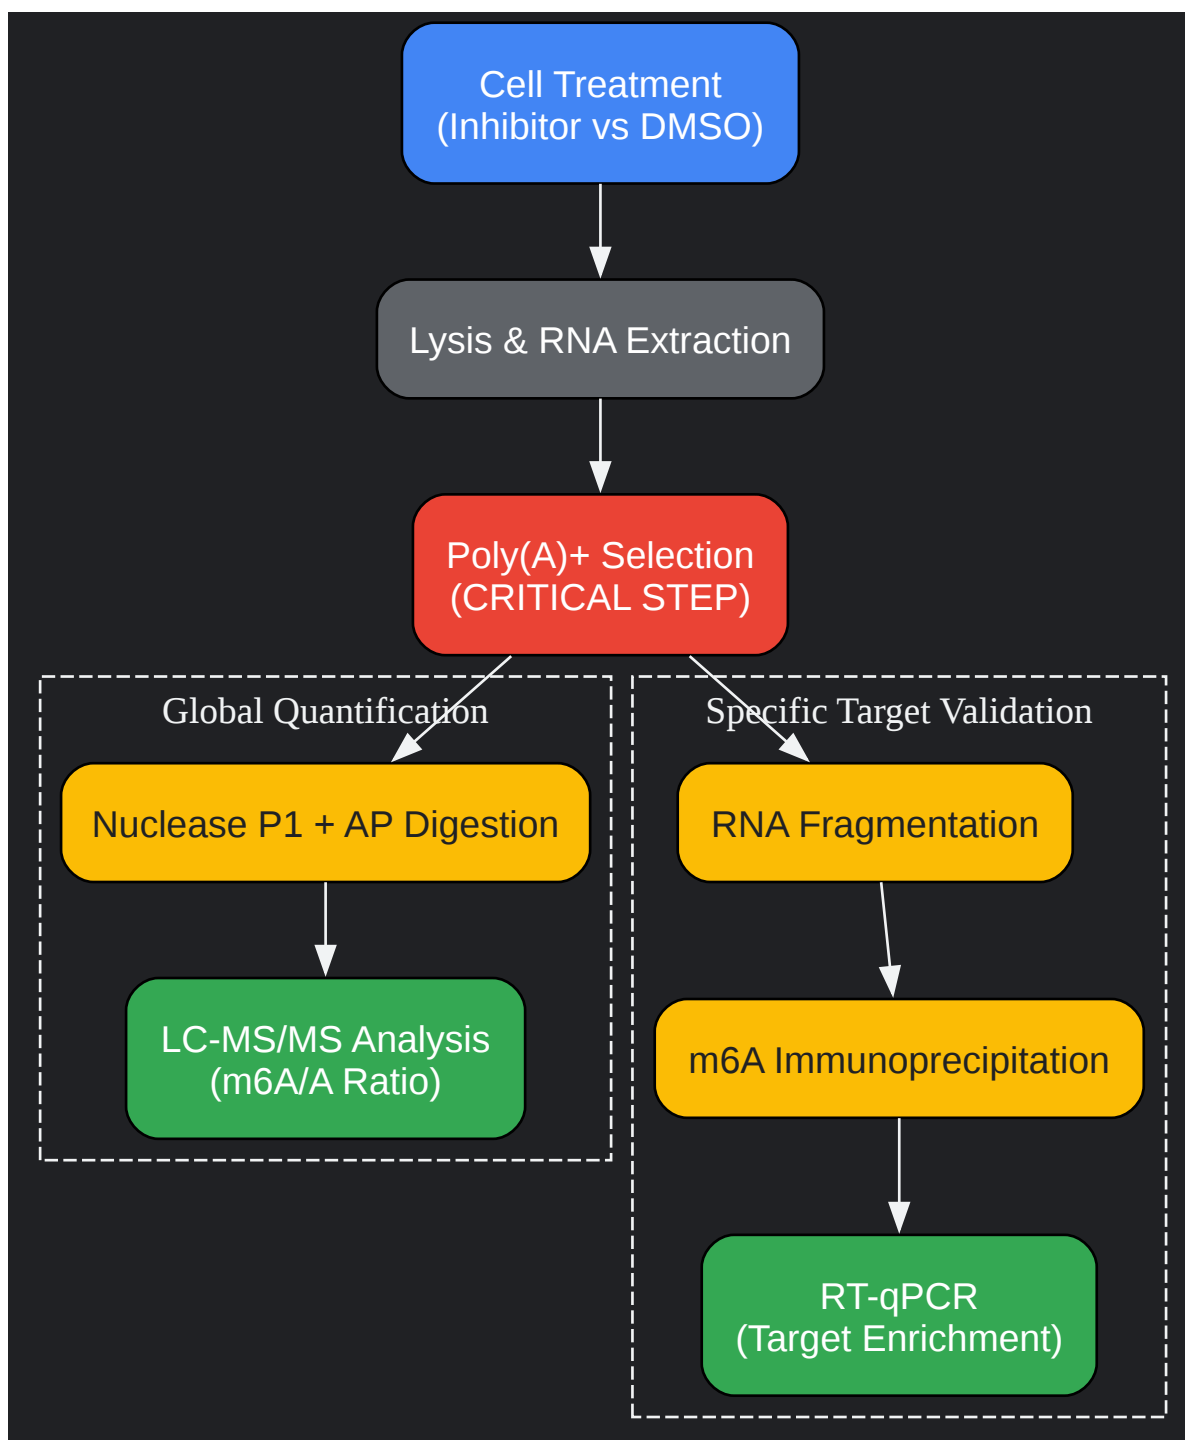 Cell Treatment
(Inhibitor vs DMSO)
Lysis & RNA Extraction
Poly(A)+ Selection
(CRITICAL STEP)
Global Quantification
Nuclease P1 + AP Digestion
LC-MS/MS Analysis
(m6A/A Ratio)
Specific Target Validation
RNA Fragmentation
m6A Immunoprecipitation
RT-qPCR
(Target Enrichment)